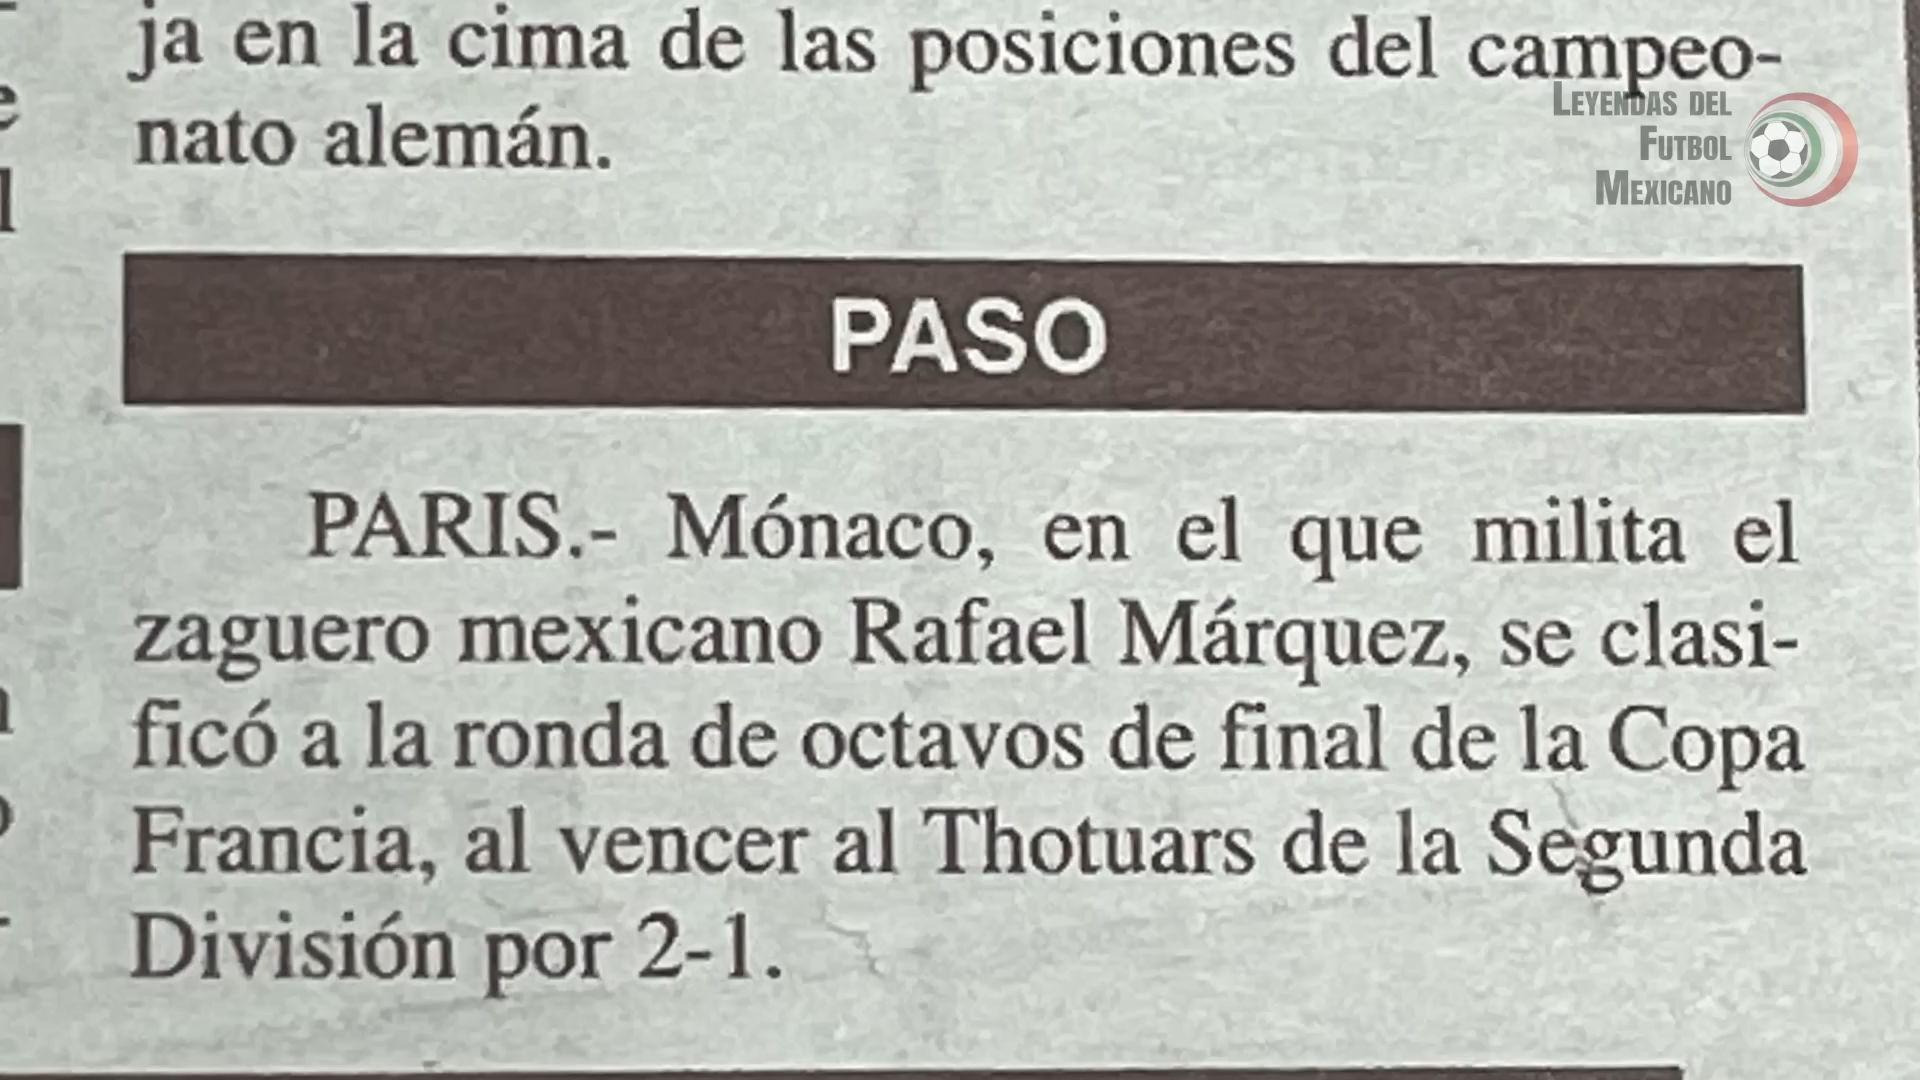 ja en la cima de las posiciones del campeo-
nato alemán.
LEYENDAS DEL
FUTBOL
MEXICANO
PASO
PARIS.- Mónaco, en el que milita el
zaguero mexicano Rafael Márquez, se clasi-
ficó a la ronda de octavos de final de la Copa
Francia, al vencer al Thotuars de la Segunda
División por 2-1.